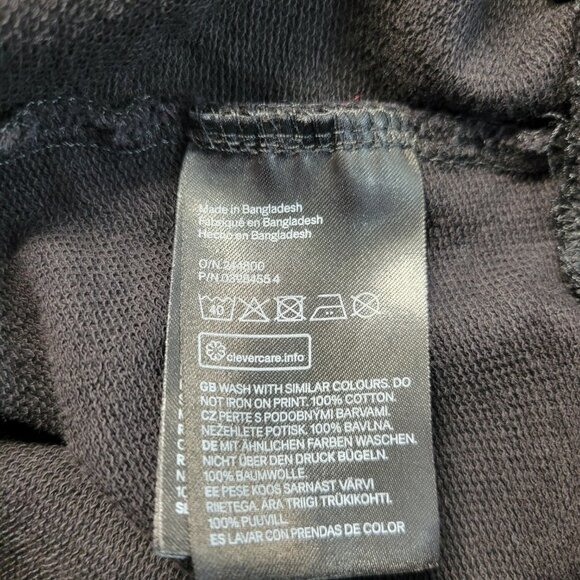 Made in Bangladesh
Fabriqué en Bangladesh
Hecho en Bangladesh
O/N.244800
P/N.0398455 4
40
clevercare.info
GB WASH WITH SIMILAR COLOURS. DO
NOT IRON ON PRINT. 100% COTTON.
CZ PERTE S PODOBNÝMI BARVAMI.
NEŽEHLETE POTISK. 100% BAVLNA.
DE MIT ÄHNLICHEN FARBEN WASCHEN.
NICHT ÜBER DEN DRUCK BÜGELN.
100% BAUMWOLLE
EE PESE KOOS SARNAST VÄRVI
RIIETEGA. ÄRA TRIIGI TRÜKIKOHTI.
100% PUUVILL.
ES LAVAR CON PRENDAS DE COLOR